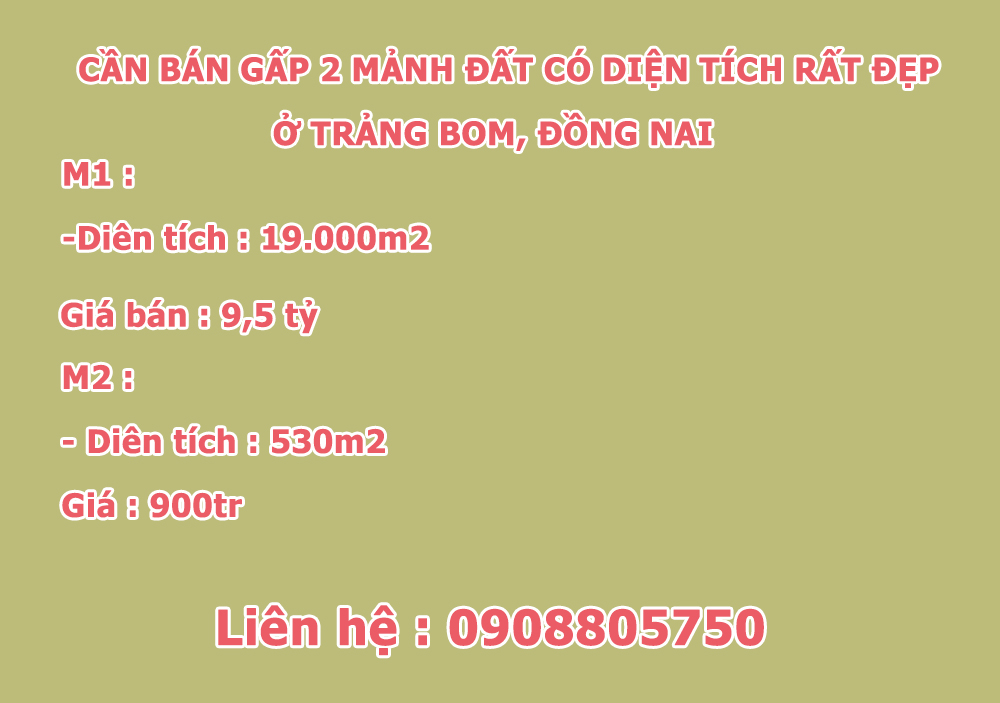 CẦN BÁN GẤP 2 MẢNH ĐẤT CÓ DIỆN TÍCH RẤT ĐẸP
Ở TRẢNG BOM, ĐỒNG NAI
M1 :
-Diên tích : 19.000m2
Giá bán : 9,5 tỷ
M2 :
- Diên tích : 530m2
Giá : 900tr
Liên hệ : 0908805750